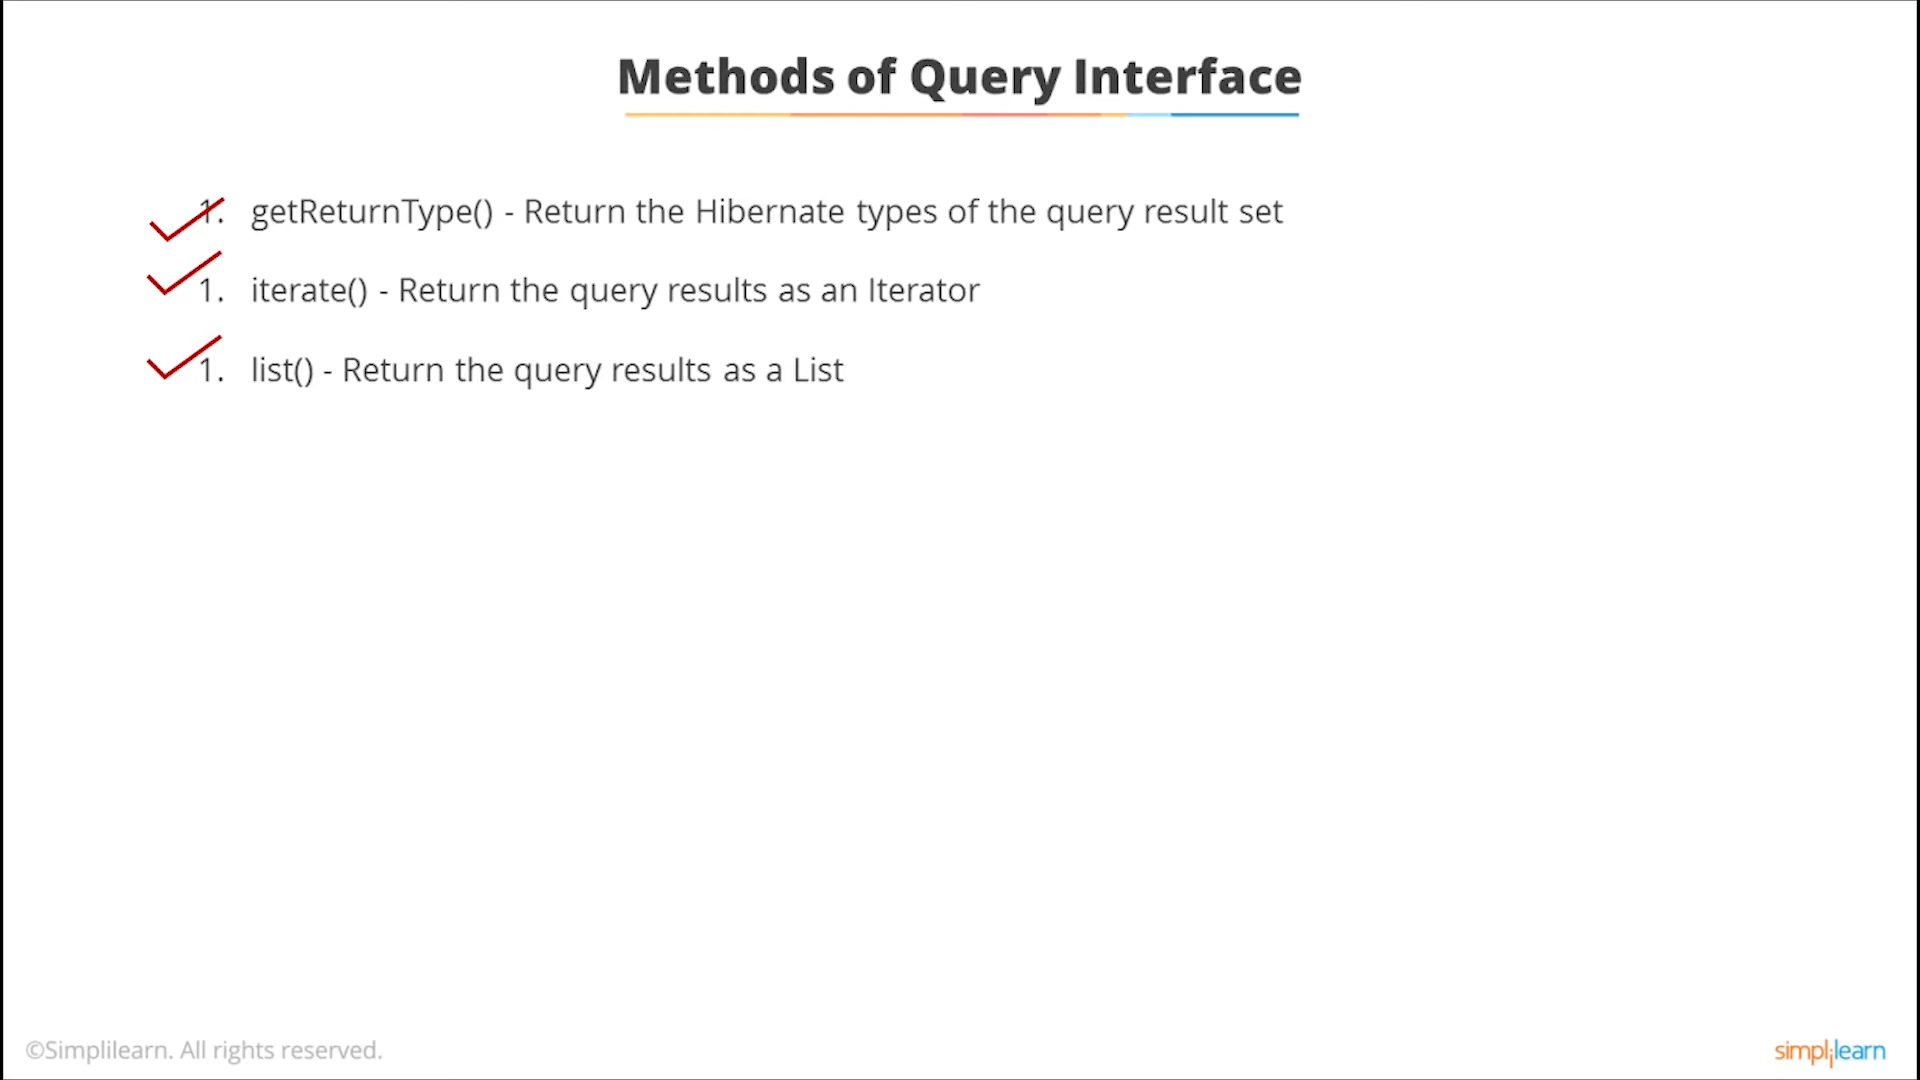 Methods of Query Interface
1. getReturnType() - Return the Hibernate types of the query result set
1. iterate() - Return the query results as an Iterator
1. list() - Return the query results as a List
©Simplilearn. All rights reserved.
simplilearn